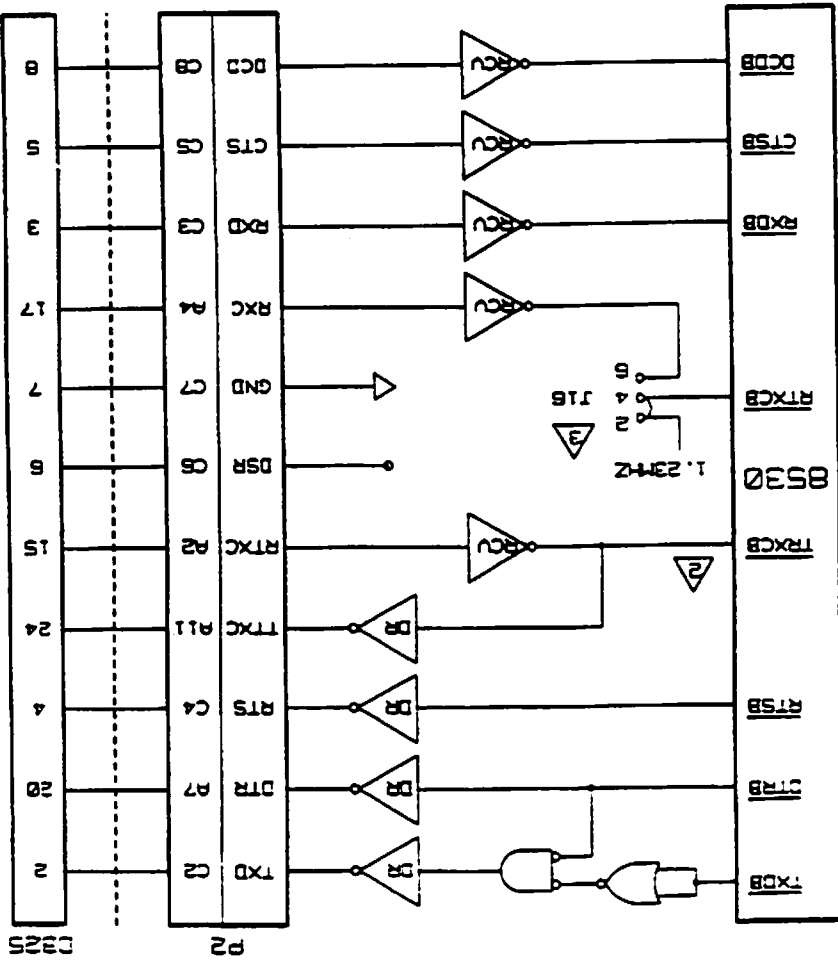 P2 DB25
TXDB DR TXD C2 2
DTRB DR DTR A7 20
RTSB DR RTS C4 4
DR TTXC A11 24
TRXCB 2 RCV RTXC A2 15
8530 1.23MHZ DSR C6 6
3
2
RTXCB 4 J16 GND C7 7
6
RCV RXC A4 17
RXDB RCV RXD C3 3
CTSB RCV CTS C5 5
DCDB RCV DCD C8 8